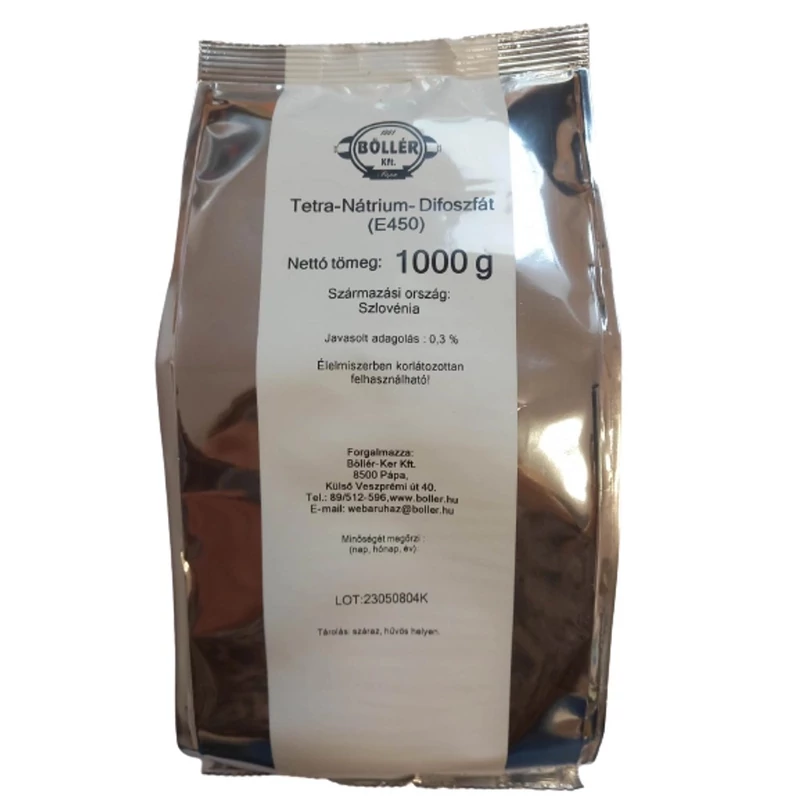 1991
BÖLLÉR
Kft.
Pápa
Tetra-Nátrium- Difoszfát
(E450)
Nettó tömeg: 1000 g
Származási ország:
Szlovénia
Javasolt adagolás : 0,3 %
Élelmiszerben korlátozottan
felhasználható!
Forgalmazza:
Böllér-Ker Kft.
8500 Pápa,
Külső Veszprémi út 40.
Tel.: 89/512-596,www.boller.hu
E-mail: webaruhaz@boller.hu
Minőségét megőrzi :
(nap, hónap, év)
LOT:23050804K
Tárolás: száraz, hűvös helyen.